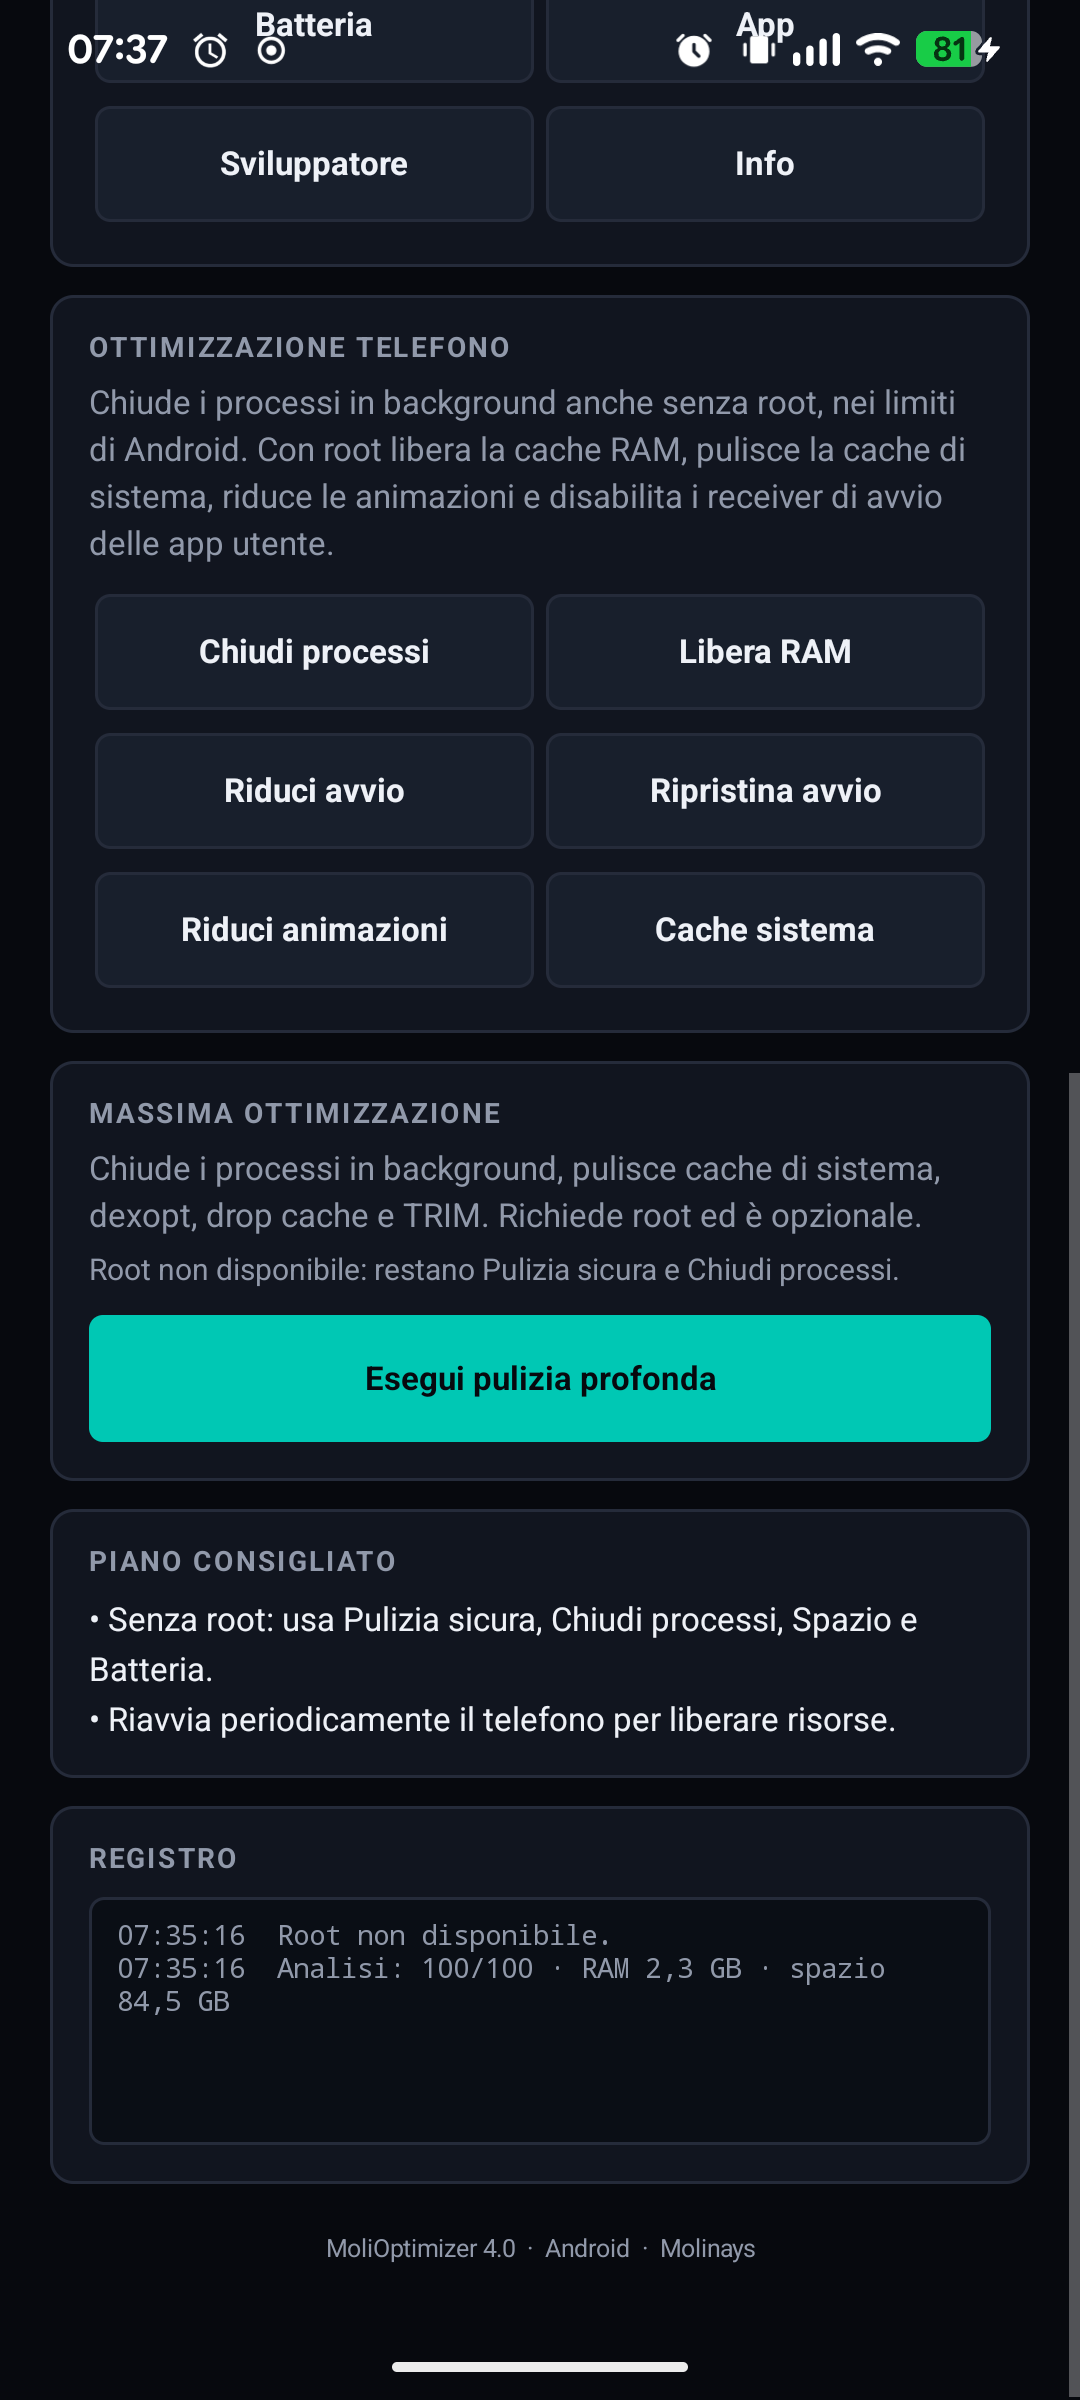 Batteria
App
07:37
81
Sviluppatore
Info
OTTIMIZZAZIONE TELEFONO
Chiude i processi in background anche senza root, nei limiti
di Android. Con root libera la cache RAM, pulisce la cache di
sistema, riduce le animazioni e disabilita i receiver di avvio
delle app utente.
Chiudi processi
Libera RAM
Riduci avvio
Ripristina avvio
Riduci animazioni
Cache sistema
MASSIMA OTTIMIZZAZIONE
Chiude i processi in background, pulisce cache di sistema,
dexopt, drop cache e TRIM. Richiede root ed è opzionale.
Root non disponibile: restano Pulizia sicura e Chiudi processi.
Esegui pulizia profonda
PIANO CONSIGLIATO
• Senza root: usa Pulizia sicura, Chiudi processi, Spazio e
Batteria.
• Riavvia periodicamente il telefono per liberare risorse.
REGISTRO
07:35:16  Root non disponibile.
07:35:16  Analisi: 100/100 · RAM 2,3 GB · spazio
84,5 GB
MoliOptimizer 4.0 · Android · Molinays